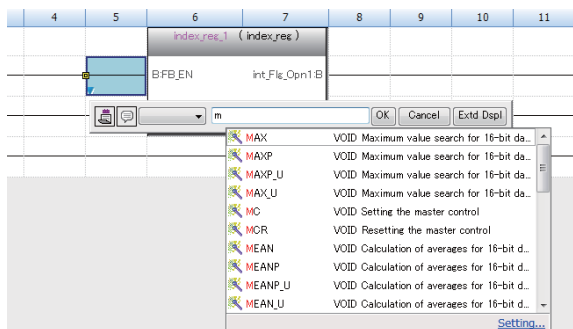 4 5 6 7 8 9 10 11
index_reg_1 ( index_reg )
B:FB_EN int_Flg_Opn1:B
m OK Cancel Extd Dspl
MAX VOID Maximum value search for 16-bit da...
MAXP VOID Maximum value search for 16-bit da...
MAXP_U VOID Maximum value search for 16-bit da...
MAX_U VOID Maximum value search for 16-bit da...
MC VOID Setting the master control
MCR VOID Resetting the master control
MEAN VOID Calculation of averages for 16-bit d...
MEANP VOID Calculation of averages for 16-bit d...
MEANP_U VOID Calculation of averages for 16-bit d...
MEAN_U VOID Calculation of averages for 16-bit d...
Setting...